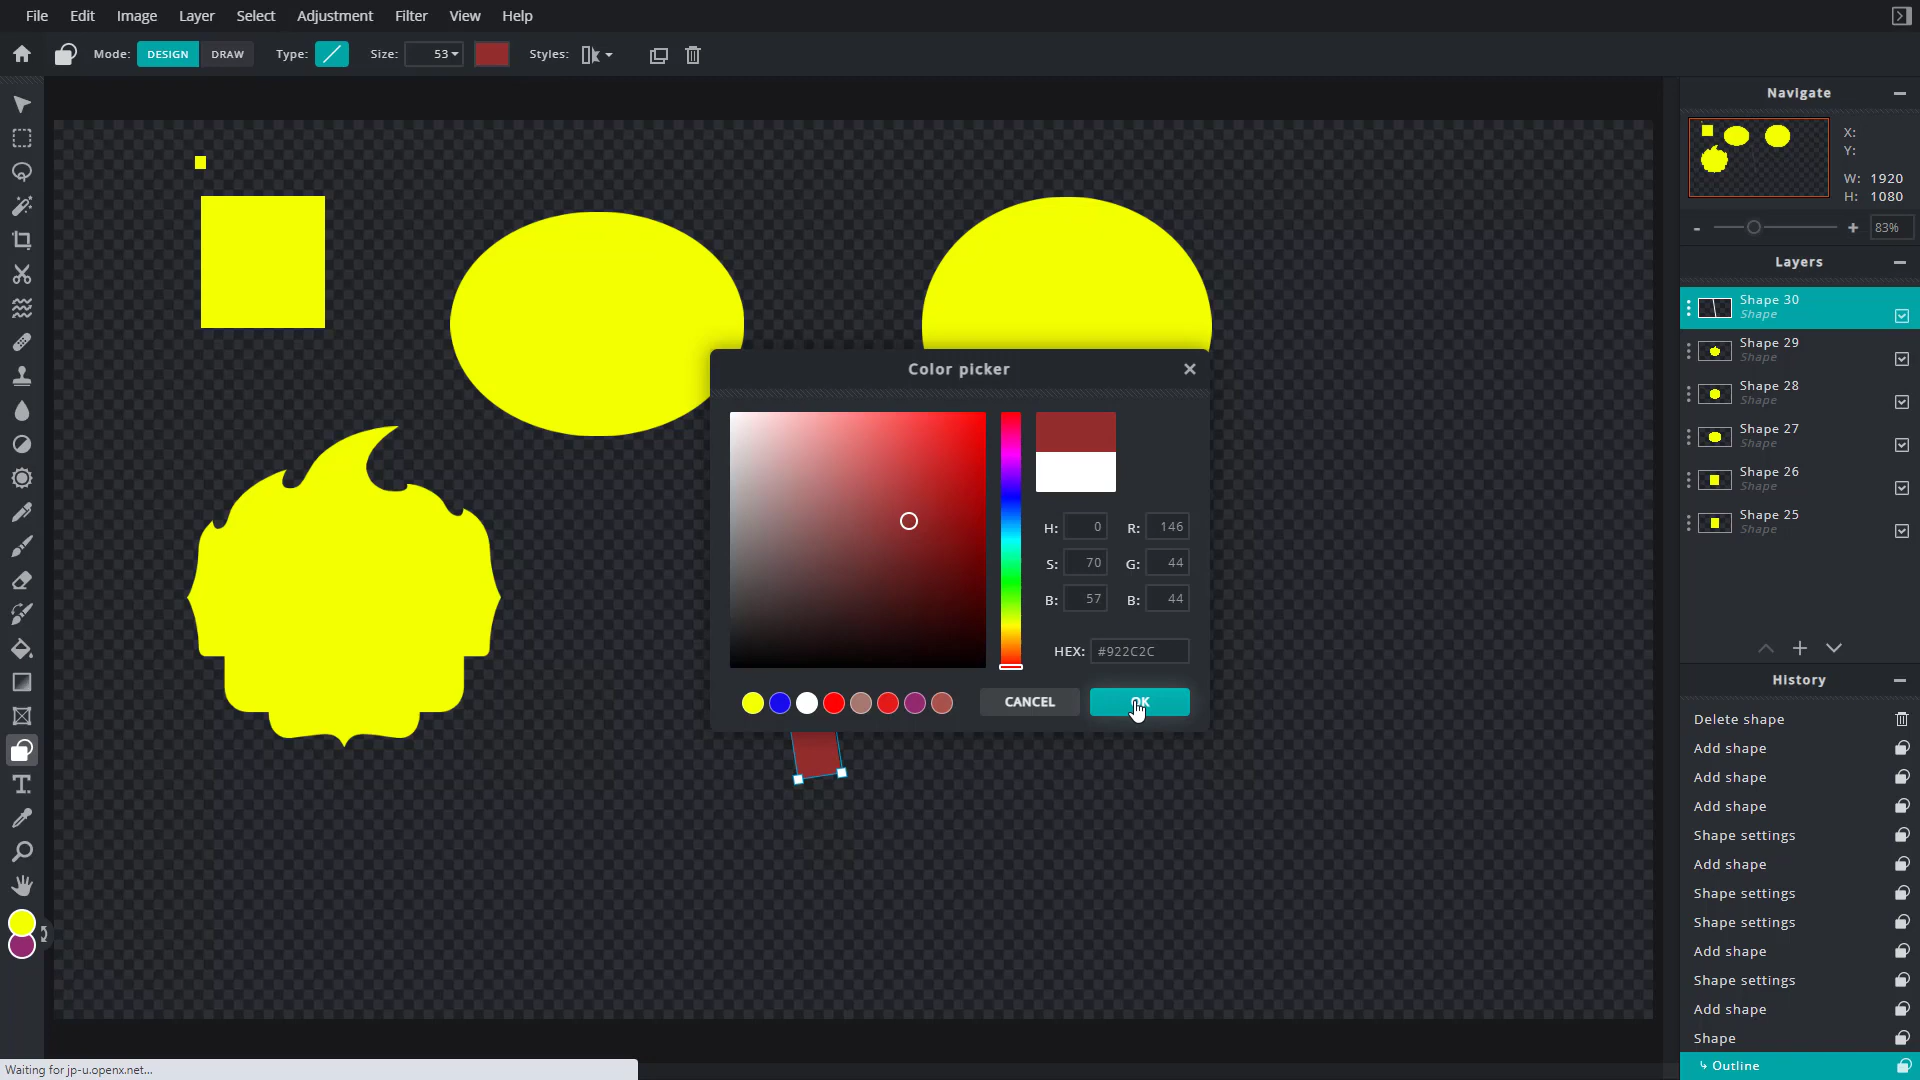 File Edit Image Layer Select Adjustment Filter View Help
Mode: DESIGN DRAW Type: Size: 53 Styles:
Navigate
X:
Y:
W: 1920
H: 1080
- + 83%
Layers
Shape 30
Shape
Shape 29
Shape
Shape 28
Shape
Shape 27
Shape
Shape 26
Shape
Shape 25
Shape
Color picker
H: 0 R: 146
S: 70 G: 44
B: 57 B: 44
HEX: #922C2C
CANCEL OK
History
Delete shape
Add shape
Add shape
Add shape
Shape settings
Add shape
Shape settings
Shape settings
Add shape
Shape settings
Add shape
Shape
Outline
Waiting for jp-u.openx.net...